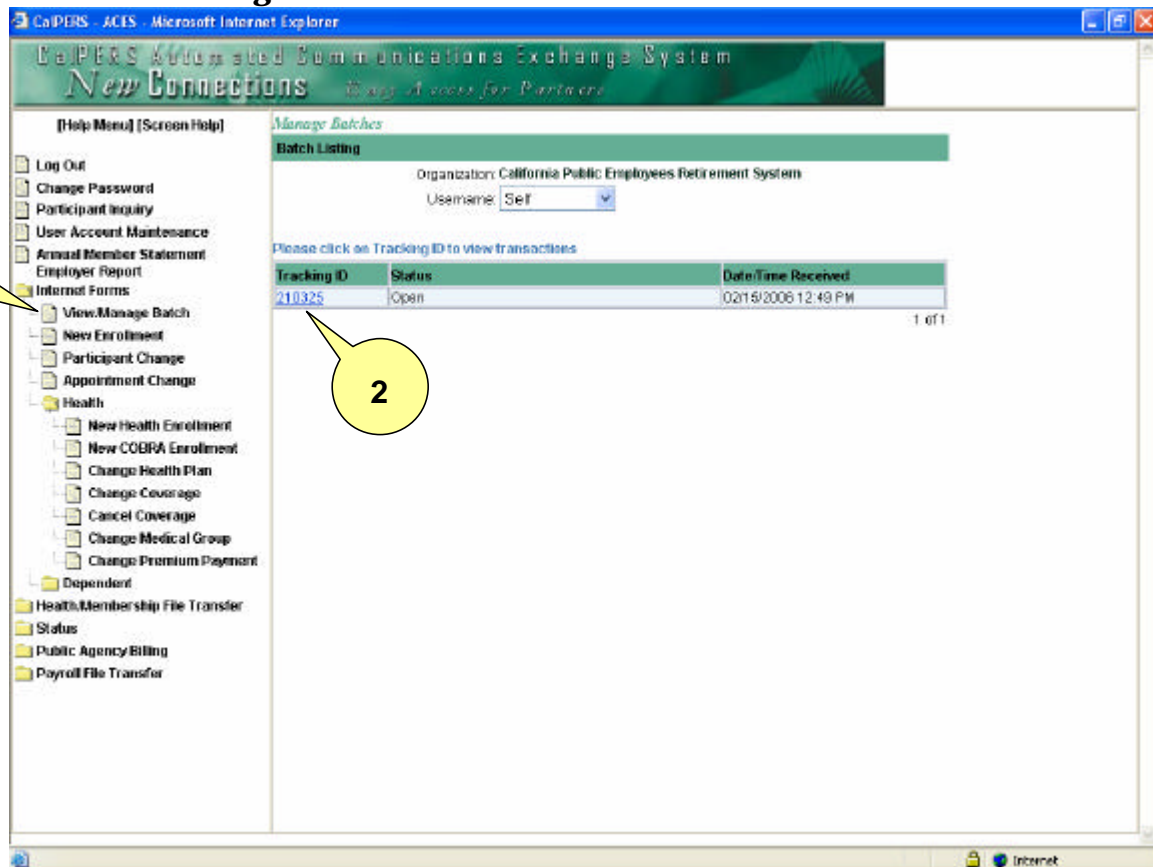 CalPERS - ACES - Microsoft Internet Explorer
CalPERS Automated Communications Exchange System
New Connections Easy Access for Partners
[Help Menu] [Screen Help]
Log Out
Change Password
Participant Inquiry
User Account Maintenance
Annual Member Statement
Employer Report
Internet Forms
View/Manage Batch
New Enrollment
Participant Change
Appointment Change
Health
New Health Enrollment
New COBRA Enrollment
Change Health Plan
Change Coverage
Cancel Coverage
Change Medical Group
Change Premium Payment
Dependent
Health/Membership File Transfer
Status
Public Agency Billing
Payroll File Transfer
Manage Batches
Batch Listing
Organization: California Public Employees Retirement System
Username: Self
Please click on Tracking ID to view transactions
Tracking ID Status Date/Time Received
210325 Open 02/15/2006 12:49 PM
1 of 1
2
Internet